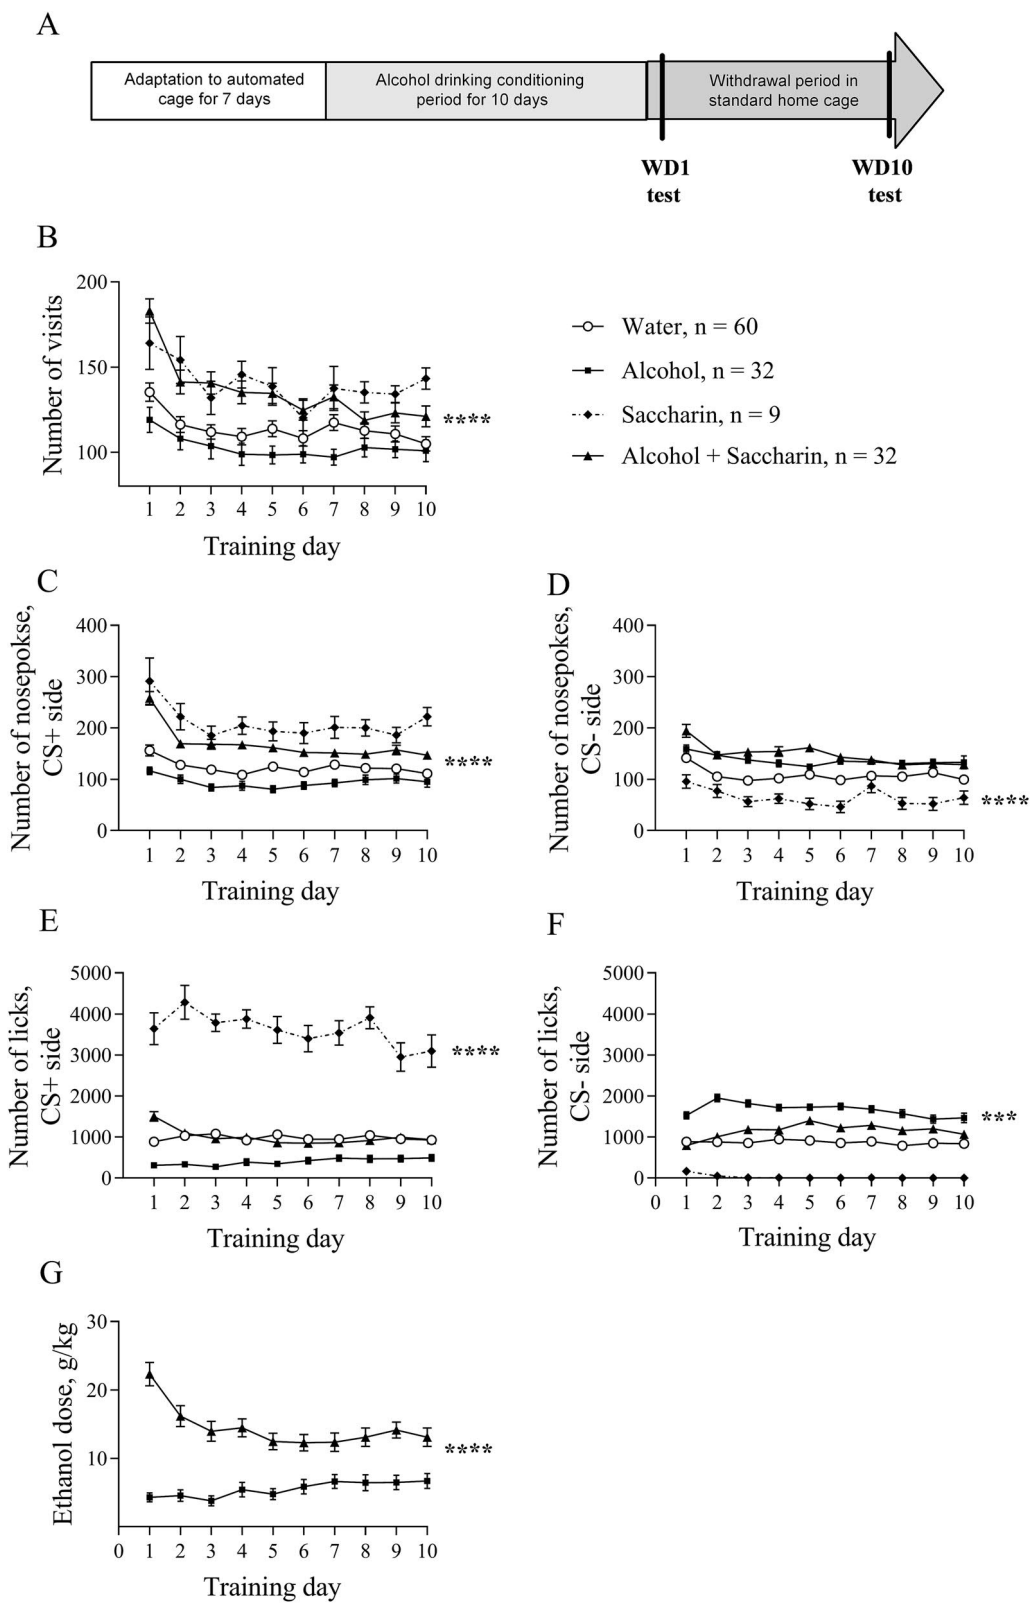 A
Adaptation to automated
cage for 7 days
Alcohol drinking conditioning
period for 10 days
Withdrawal period in
standard home cage
WD1
test
WD10
test
B
Number of visits
200
150
100
1 2 3 4 5 6 7 8 9 10
Training day
****
Water, n = 60
Alcohol, n = 32
Saccharin, n = 9
Alcohol + Saccharin, n = 32
C
Number of nosepokse,
CS+ side
400
300
200
100
0
1 2 3 4 5 6 7 8 9 10
Training day
****
D
Number of nosepokes,
CS- side
400
300
200
100
0
1 2 3 4 5 6 7 8 9 10
Training day
****
E
Number of licks,
CS+ side
5000
4000
3000
2000
1000
0
1 2 3 4 5 6 7 8 9 10
Training day
****
F
Number of licks,
CS- side
5000
4000
3000
2000
1000
0
0 1 2 3 4 5 6 7 8 9 10
Training day
***
G
Ethanol dose, g/kg
30
20
10
0 1 2 3 4 5 6 7 8 9 10
Training day
****